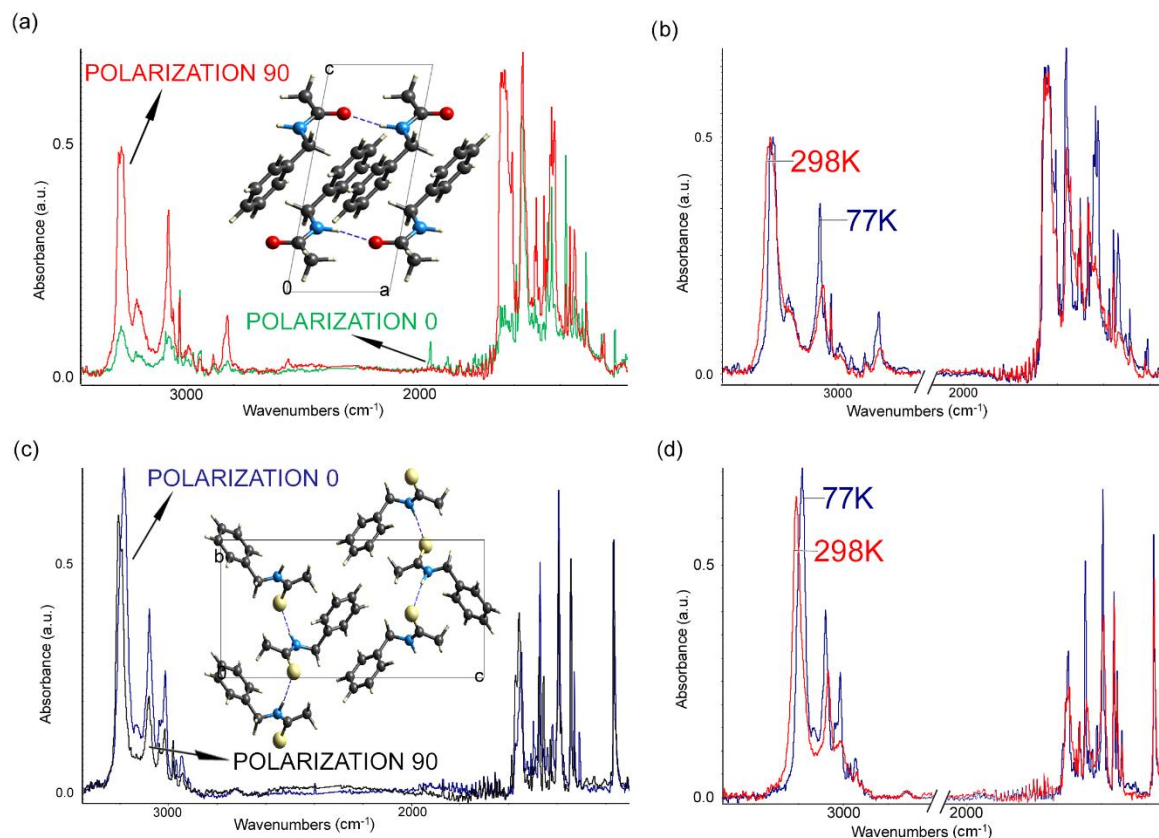 (a)
POLARIZATION 90
c
0.5
Absorbance (a.u.)
0
a
POLARIZATION 0
0.0
3000
2000
Wavenumbers (cm-1)
(b)
0.5
298K
77K
Absorbance (a.u.)
0.0
3000
2000
Wavenumbers (cm-1)
(c)
POLARIZATION 0
b
0.5
Absorbance (a.u.)
c
POLARIZATION 90
0.0
3000
2000
Wavenumbers (cm-1)
(d)
77K
298K
0.5
Absorbance (a.u.)
0.0
3000
2000
Wavenumbers (cm-1)